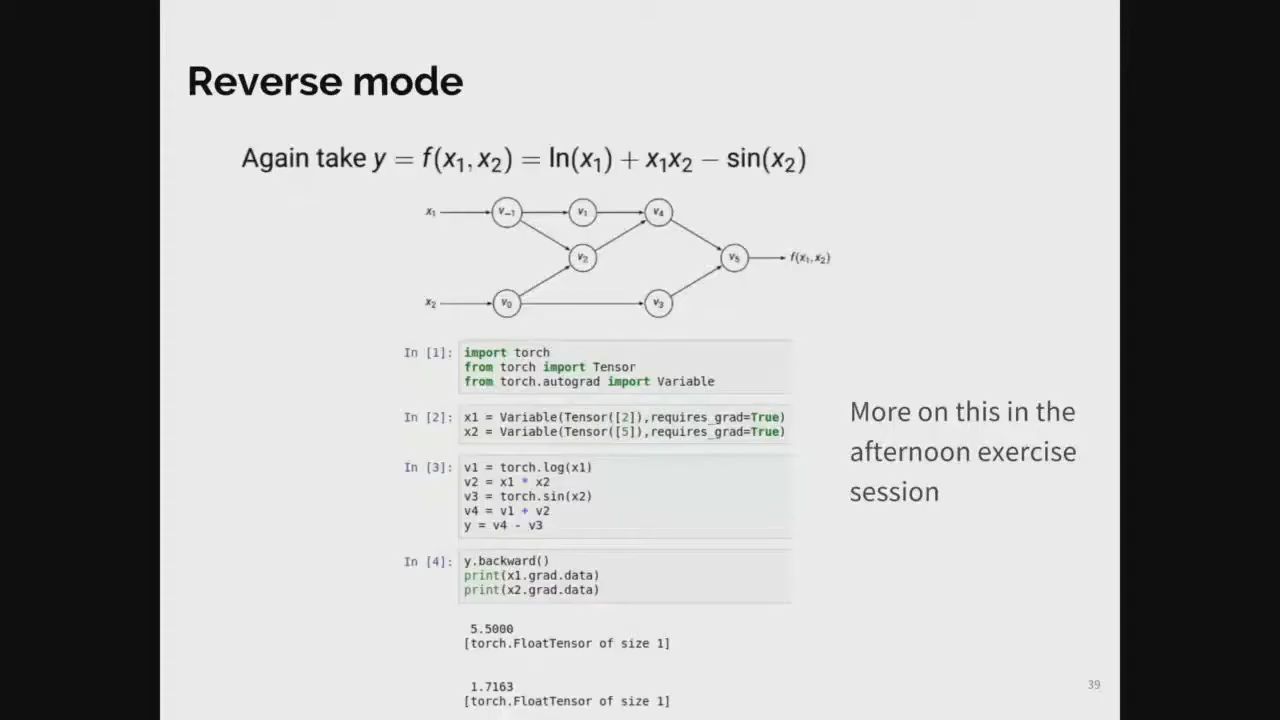 Reverse mode
Again take y = f(x₁, x₂) = ln(x₁) + x₁x₂ − sin(x₂)
x₁ v₋₁ v₁ v₄
v₂ v₅ f(x₁, x₂)
x₂ v₀ v₃
In [1]: import torch
from torch import Tensor
from torch.autograd import Variable
In [2]: x1 = Variable(Tensor([2]),requires_grad=True)
x2 = Variable(Tensor([5]),requires_grad=True)
In [3]: v1 = torch.log(x1)
v2 = x1 * x2
v3 = torch.sin(x2)
v4 = v1 + v2
y = v4 - v3
In [4]: y.backward()
print(x1.grad.data)
print(x2.grad.data)
5.5000
[torch.FloatTensor of size 1]
1.7163
[torch.FloatTensor of size 1]
More on this in the
afternoon exercise
session
39